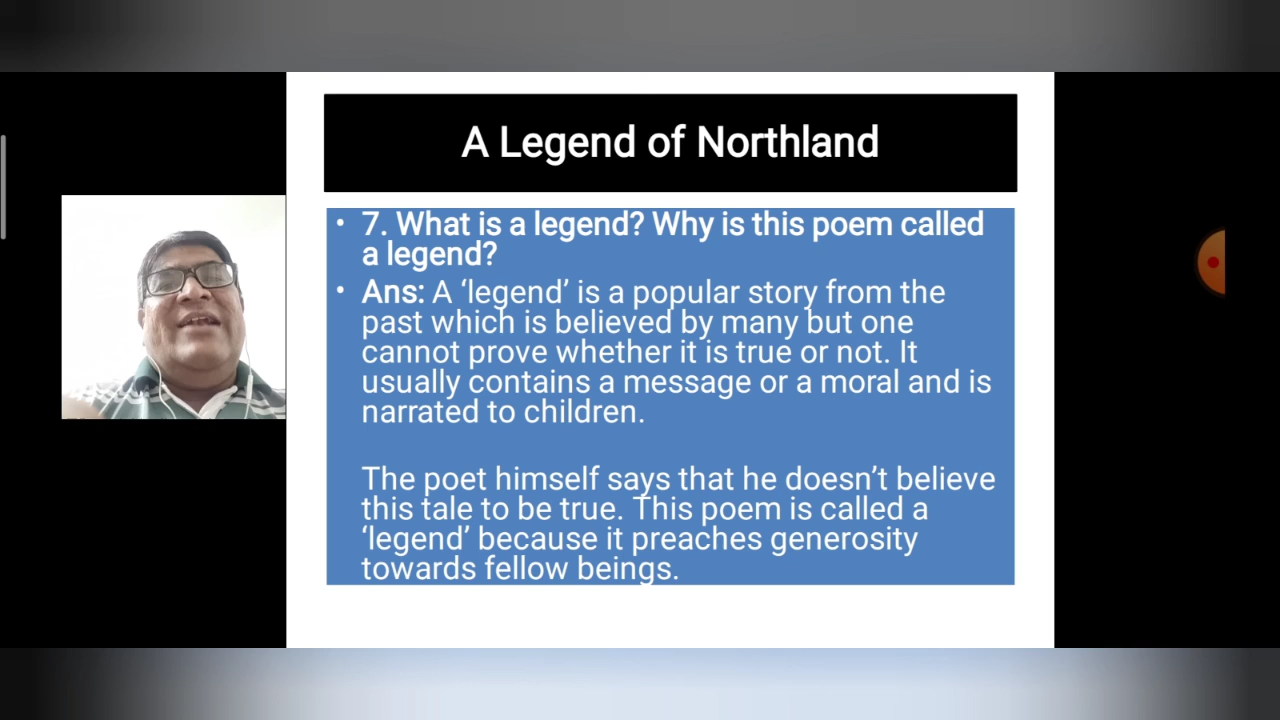 A Legend of Northland
• 7. What is a legend? Why is this poem called
a legend?
• Ans: A ‘legend’ is a popular story from the
past which is believed by many but one
cannot prove whether it is true or not. It
usually contains a message or a moral and is
narrated to children.
The poet himself says that he doesn’t believe
this tale to be true. This poem is called a
‘legend’ because it preaches generosity
towards fellow beings.